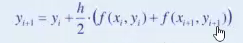 y_{i+1} = y_i + \frac{h}{2} \cdot (f(x_i, y_i) + f(x_{i+1}, y_{i+1}))